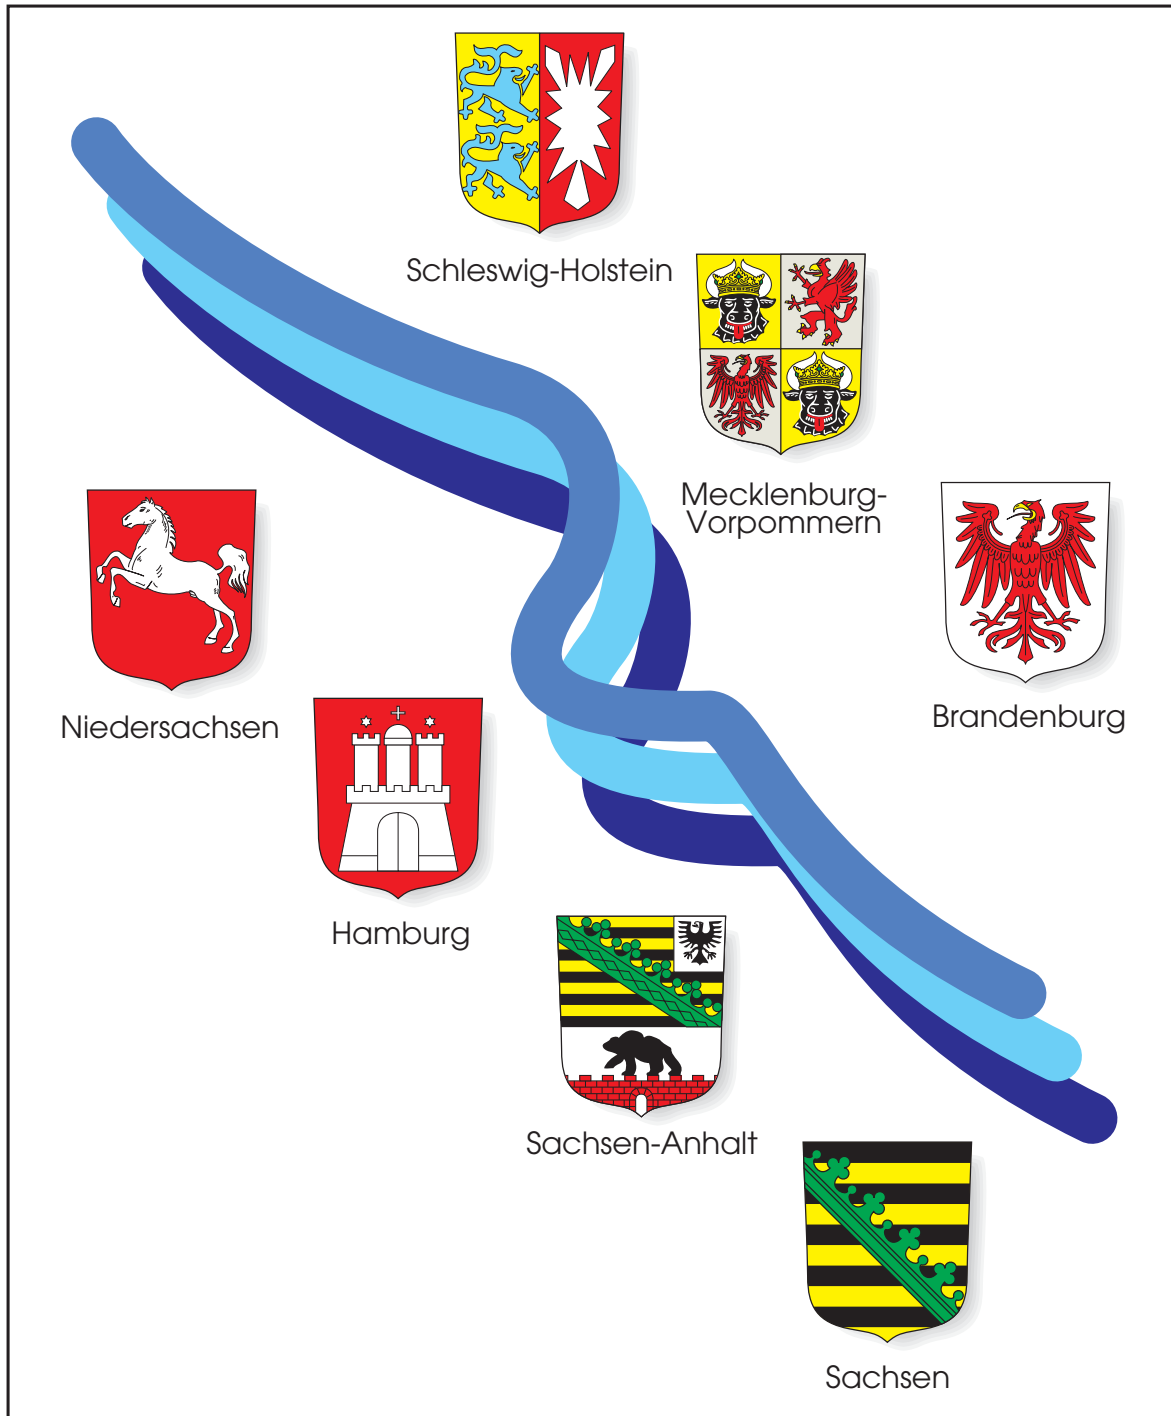 Schleswig-Holstein
Mecklenburg-
Vorpommern
Niedersachsen
Brandenburg
Hamburg
Sachsen-Anhalt
Sachsen